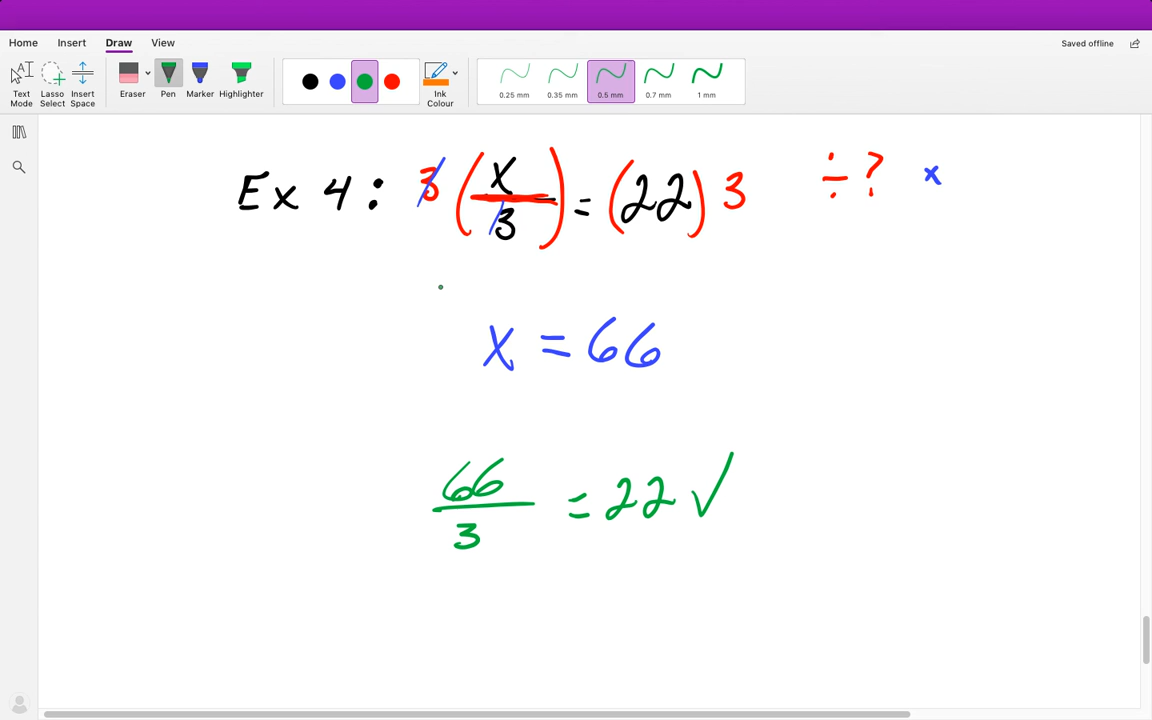 Home Insert Draw View
Saved offline
Text Mode
Lasso Select
Insert Space
Eraser
Pen
Marker
Highlighter
Ink Colour
0.25 mm
0.35 mm
0.5 mm
0.7 mm
1 mm
Ex 4: 3 (x/3) = (22) 3 ÷ ? x
x = 66
66/3 = 22 ✓